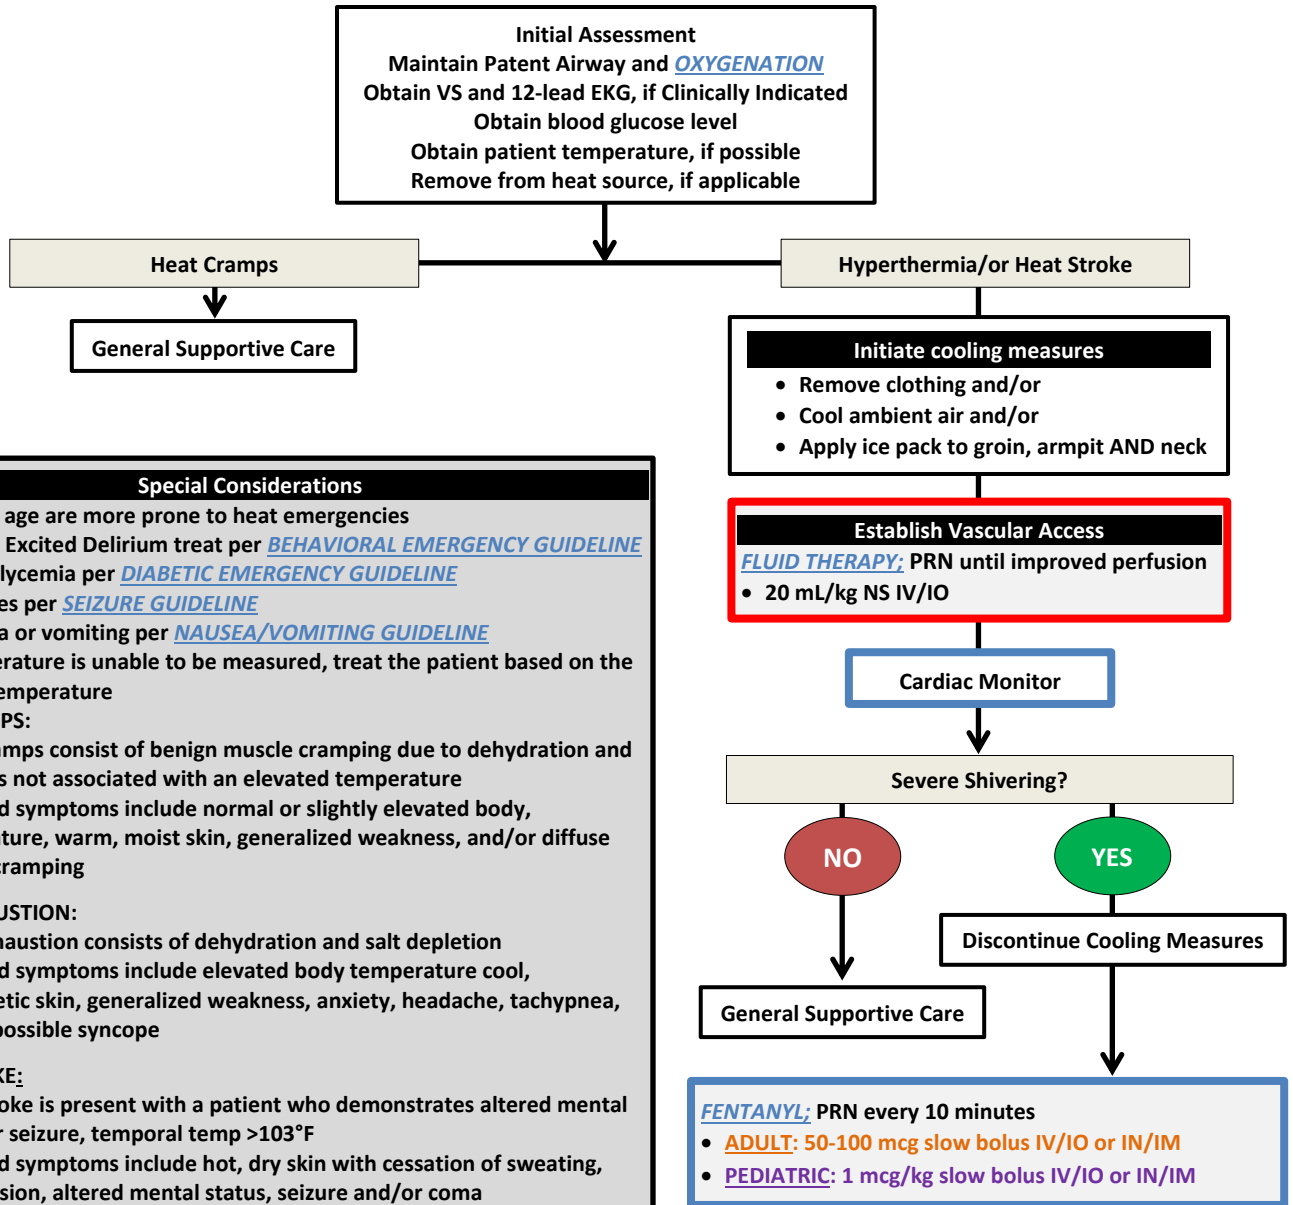 Initial Assessment
Maintain Patent Airway and OXYGENATION
Obtain VS and 12-lead EKG, if Clinically Indicated
Obtain blood glucose level
Obtain patient temperature, if possible
Remove from heat source, if applicable
Heat Cramps
Hyperthermia/or Heat Stroke
General Supportive Care
Initiate cooling measures
• Remove clothing and/or
• Cool ambient air and/or
• Apply ice pack to groin, armpit AND neck
Establish Vascular Access
FLUID THERAPY; PRN until improved perfusion
• 20 mL/kg NS IV/IO
Cardiac Monitor
Severe Shivering?
NO
YES
Discontinue Cooling Measures
General Supportive Care
FENTANYL; PRN every 10 minutes
• ADULT: 50-100 mcg slow bolus IV/IO or IN/IM
• PEDIATRIC: 1 mcg/kg slow bolus IV/IO or IN/IM
Special Considerations
age are more prone to heat emergencies
Excited Delirium treat per BEHAVIORAL EMERGENCY GUIDELINE
lycemia per DIABETIC EMERGENCY GUIDELINE
es per SEIZURE GUIDELINE
a or vomiting per NAUSEA/VOMITING GUIDELINE
erature is unable to be measured, treat the patient based on the
emperature
PS:
amps consist of benign muscle cramping due to dehydration and
s not associated with an elevated temperature
d symptoms include normal or slightly elevated body,
ture, warm, moist skin, generalized weakness, and/or diffuse
cramping
USTION:
haustion consists of dehydration and salt depletion
d symptoms include elevated body temperature cool,
etic skin, generalized weakness, anxiety, headache, tachypnea,
possible syncope
KE:
oke is present with a patient who demonstrates altered mental
r seizure, temporal temp >103°F
d symptoms include hot, dry skin with cessation of sweating,
sion, altered mental status, seizure and/or coma